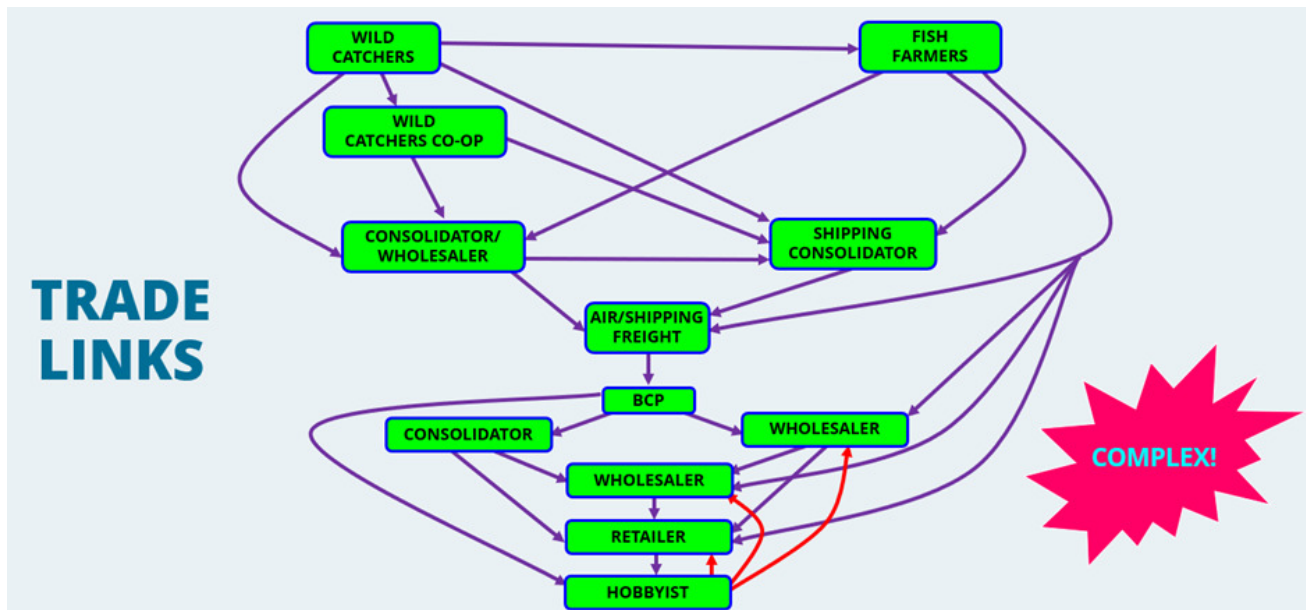 WILD
CATCHERS
FISH
FARMERS
WILD
CATCHERS CO-OP
CONSOLIDATOR/
WHOLESALER
SHIPPING
CONSOLIDATOR
TRADE
LINKS
AIR/SHIPPING
FREIGHT
BCP
CONSOLIDATOR
WHOLESALER
COMPLEX!
WHOLESALER
RETAILER
HOBBYIST